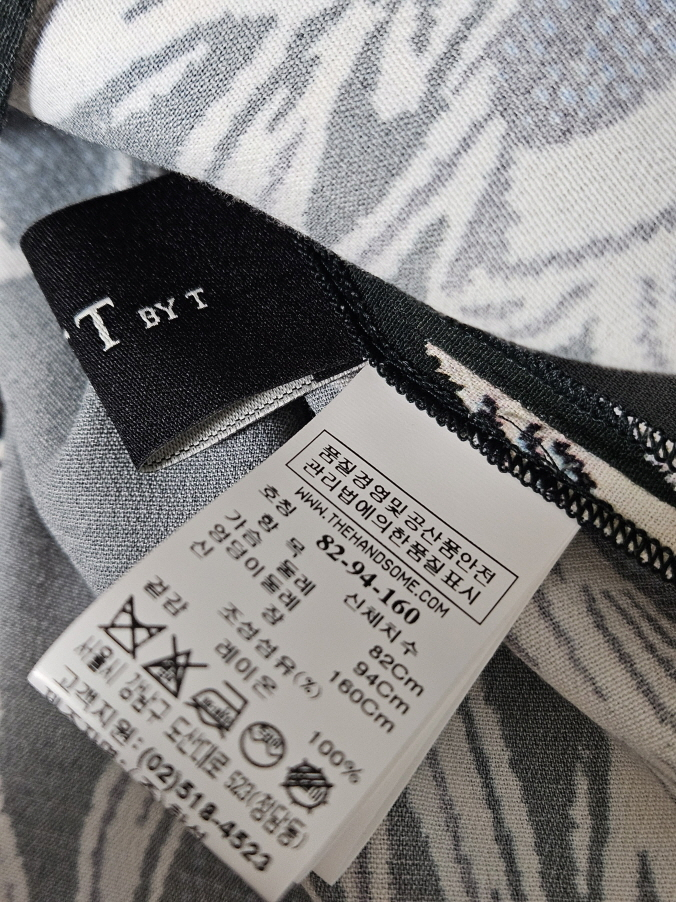 T BY T
품질경영및공산품안전
관리법에의한품질표시
WWW.THEHANDSOME.COM
호칭 82-94-160
항 목 신체치수
가슴 둘레 82Cm
엉덩이둘레 94Cm
신 장 160Cm
조성섬유(%)
겉감 레이온 100%
서울시 강남구 도산대로 523(청담동)
고객지원: (02)518-4523